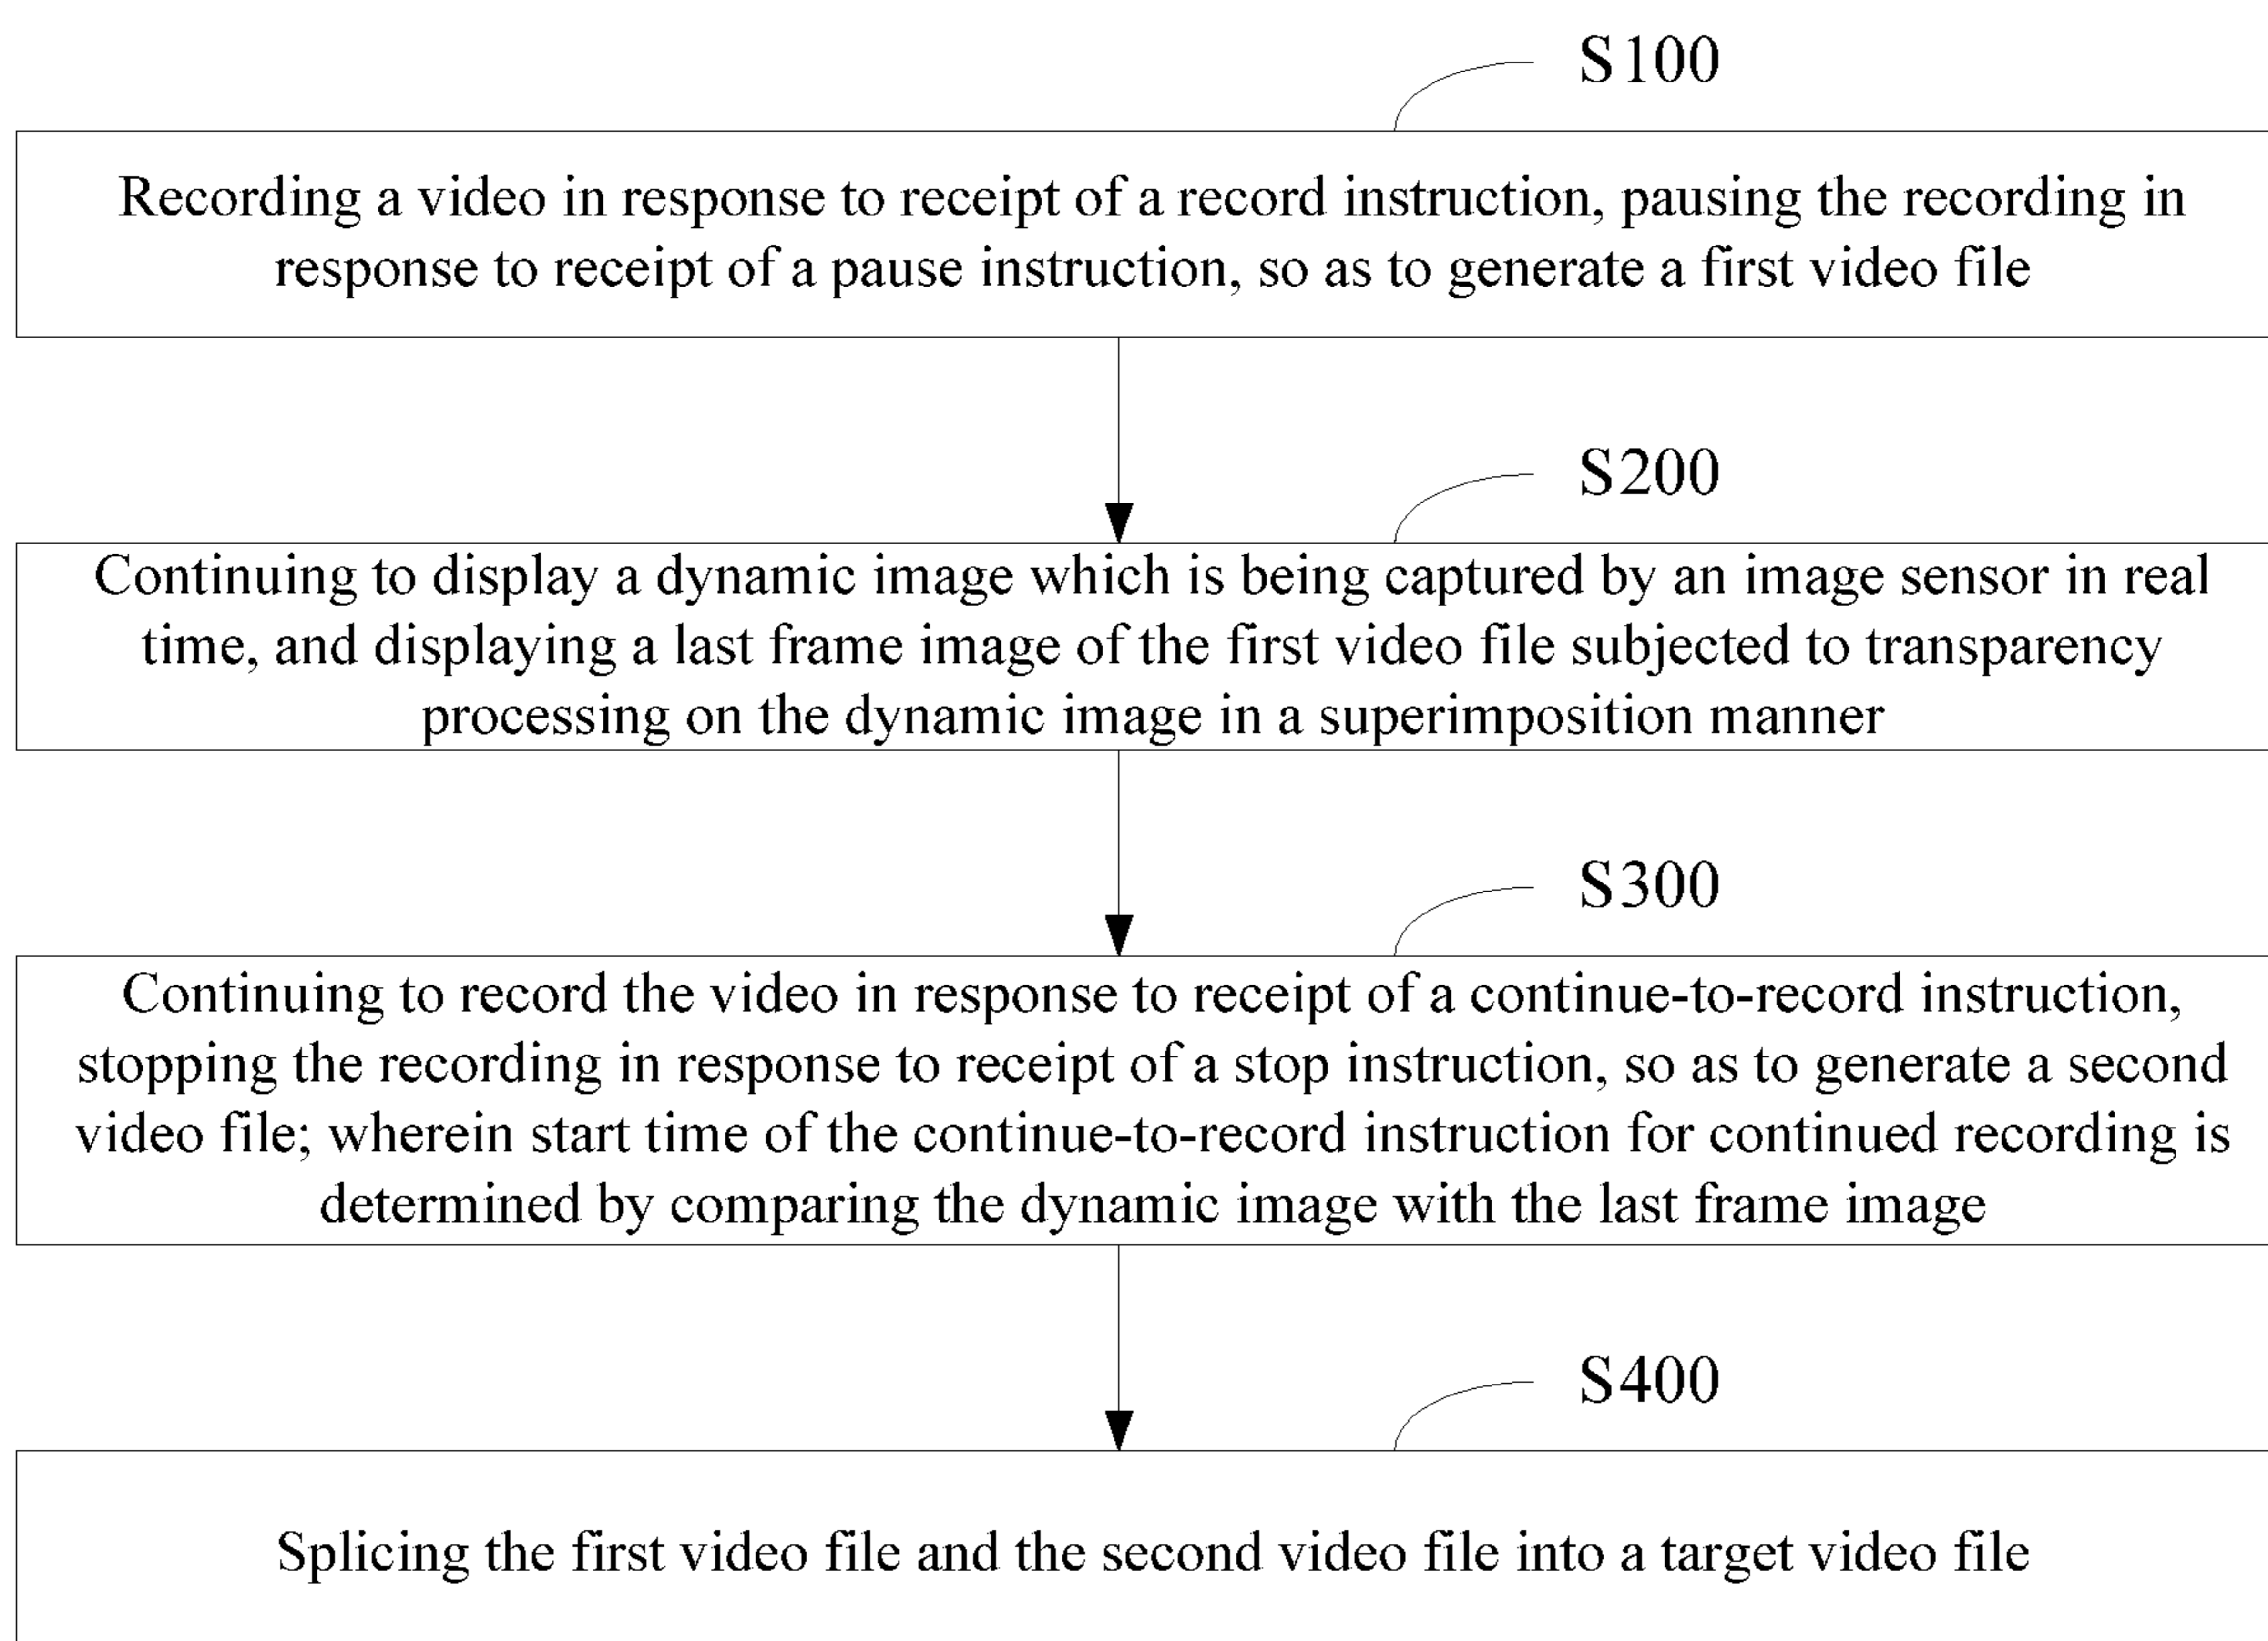 S100
Recording a video in response to receipt of a record instruction, pausing the recording in
response to receipt of a pause instruction, so as to generate a first video file
S200
Continuing to display a dynamic image which is being captured by an image sensor in real
time, and displaying a last frame image of the first video file subjected to transparency
processing on the dynamic image in a superimposition manner
S300
Continuing to record the video in response to receipt of a continue-to-record instruction,
stopping the recording in response to receipt of a stop instruction, so as to generate a second
video file; wherein start time of the continue-to-record instruction for continued recording is
determined by comparing the dynamic image with the last frame image
S400
Splicing the first video file and the second video file into a target video file